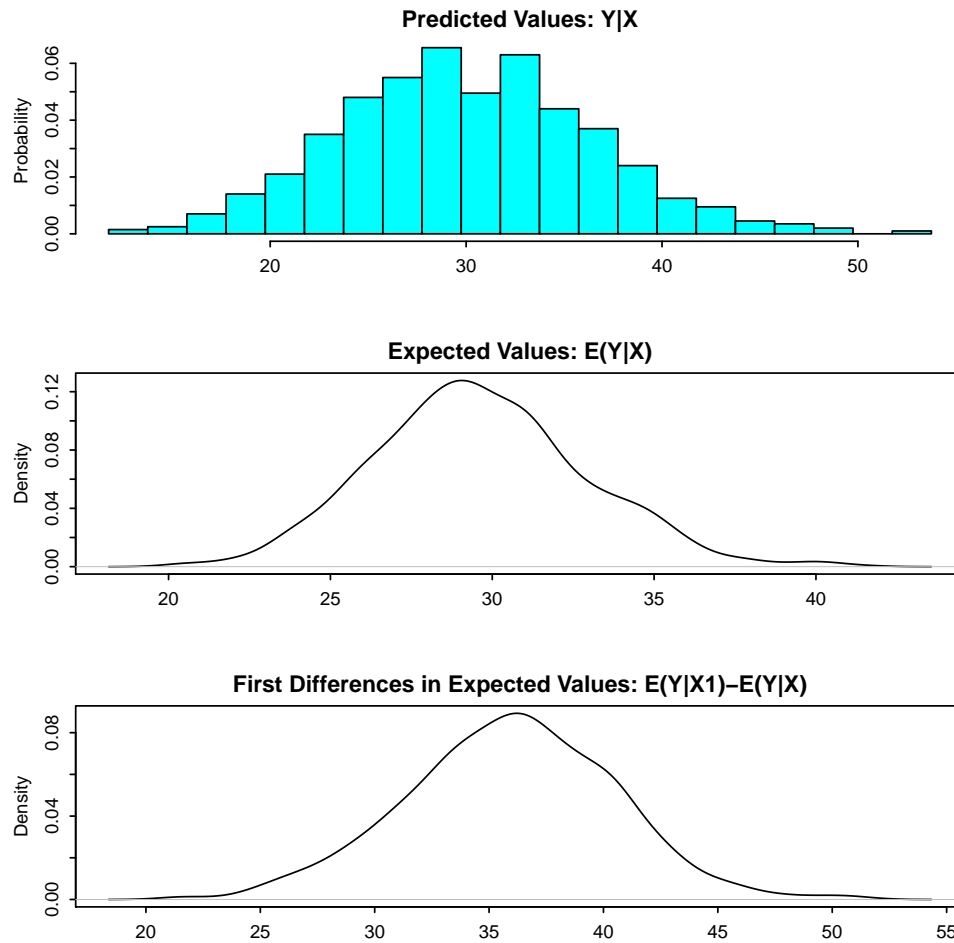 Predicted Values: Y|X
Probability
0.00 0.02 0.04 0.06
20 30 40 50
Expected Values: E(Y|X)
Density
0.00 0.04 0.08 0.12
20 25 30 35 40
First Differences in Expected Values: E(Y|X1)−E(Y|X)
Density
0.00 0.04 0.08
20 25 30 35 40 45 50 55